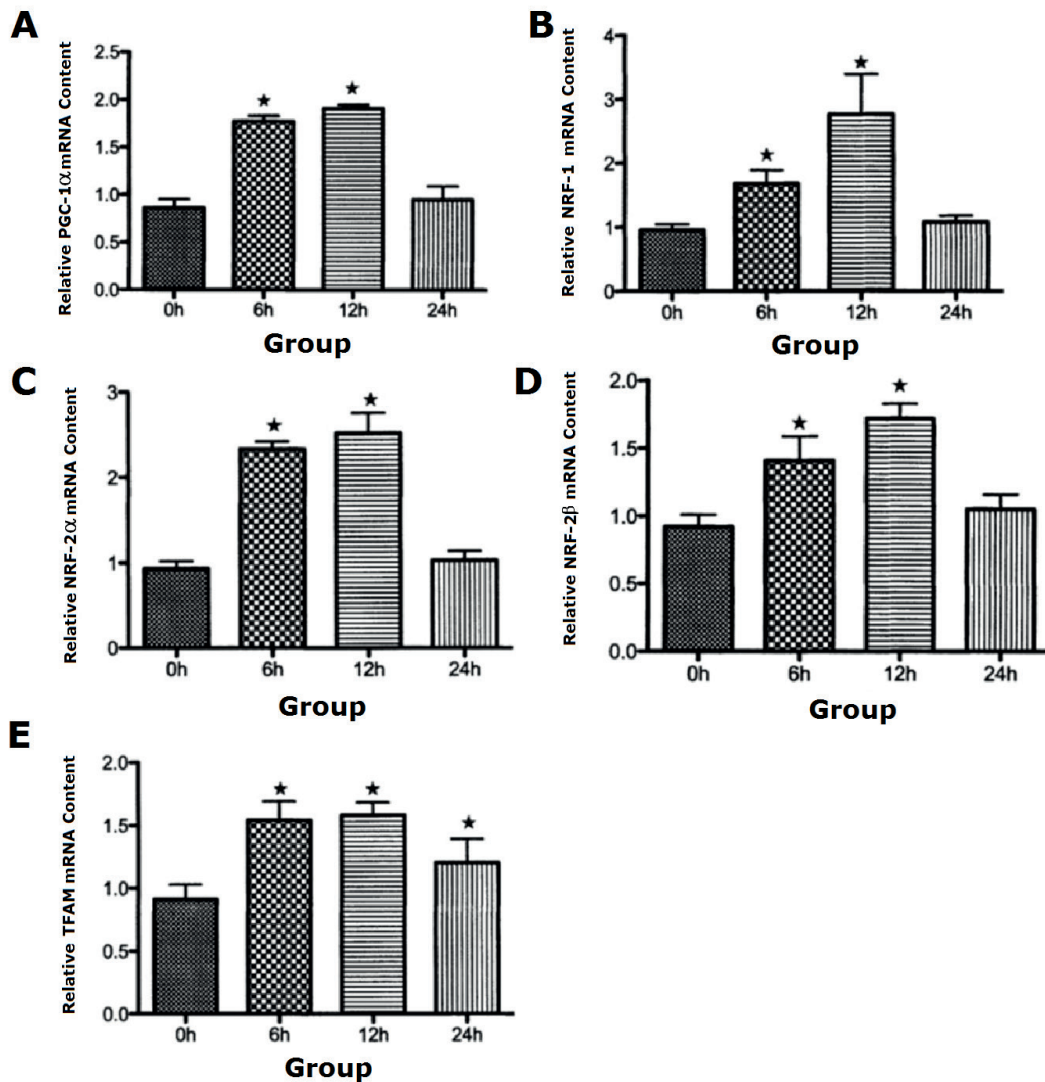 A
Relative PGC-1α mRNA Content
2.5
2.0
1.5
1.0
0.5
0.0
★
★
0h 6h 12h 24h
Group
B
Relative NRF-1 mRNA Content
4
3
2
1
0
★
★
0h 6h 12h 24h
Group
C
Relative NRF-2α mRNA Content
3
2
1
0
★
★
0h 6h 12h 24h
Group
D
Relative NRF-2β mRNA Content
2.0
1.5
1.0
0.5
0.0
★
★
0h 6h 12h 24h
Group
E
Relative TFAM mRNA Content
2.0
1.5
1.0
0.5
0.0
★
★
★
0h 6h 12h 24h
Group